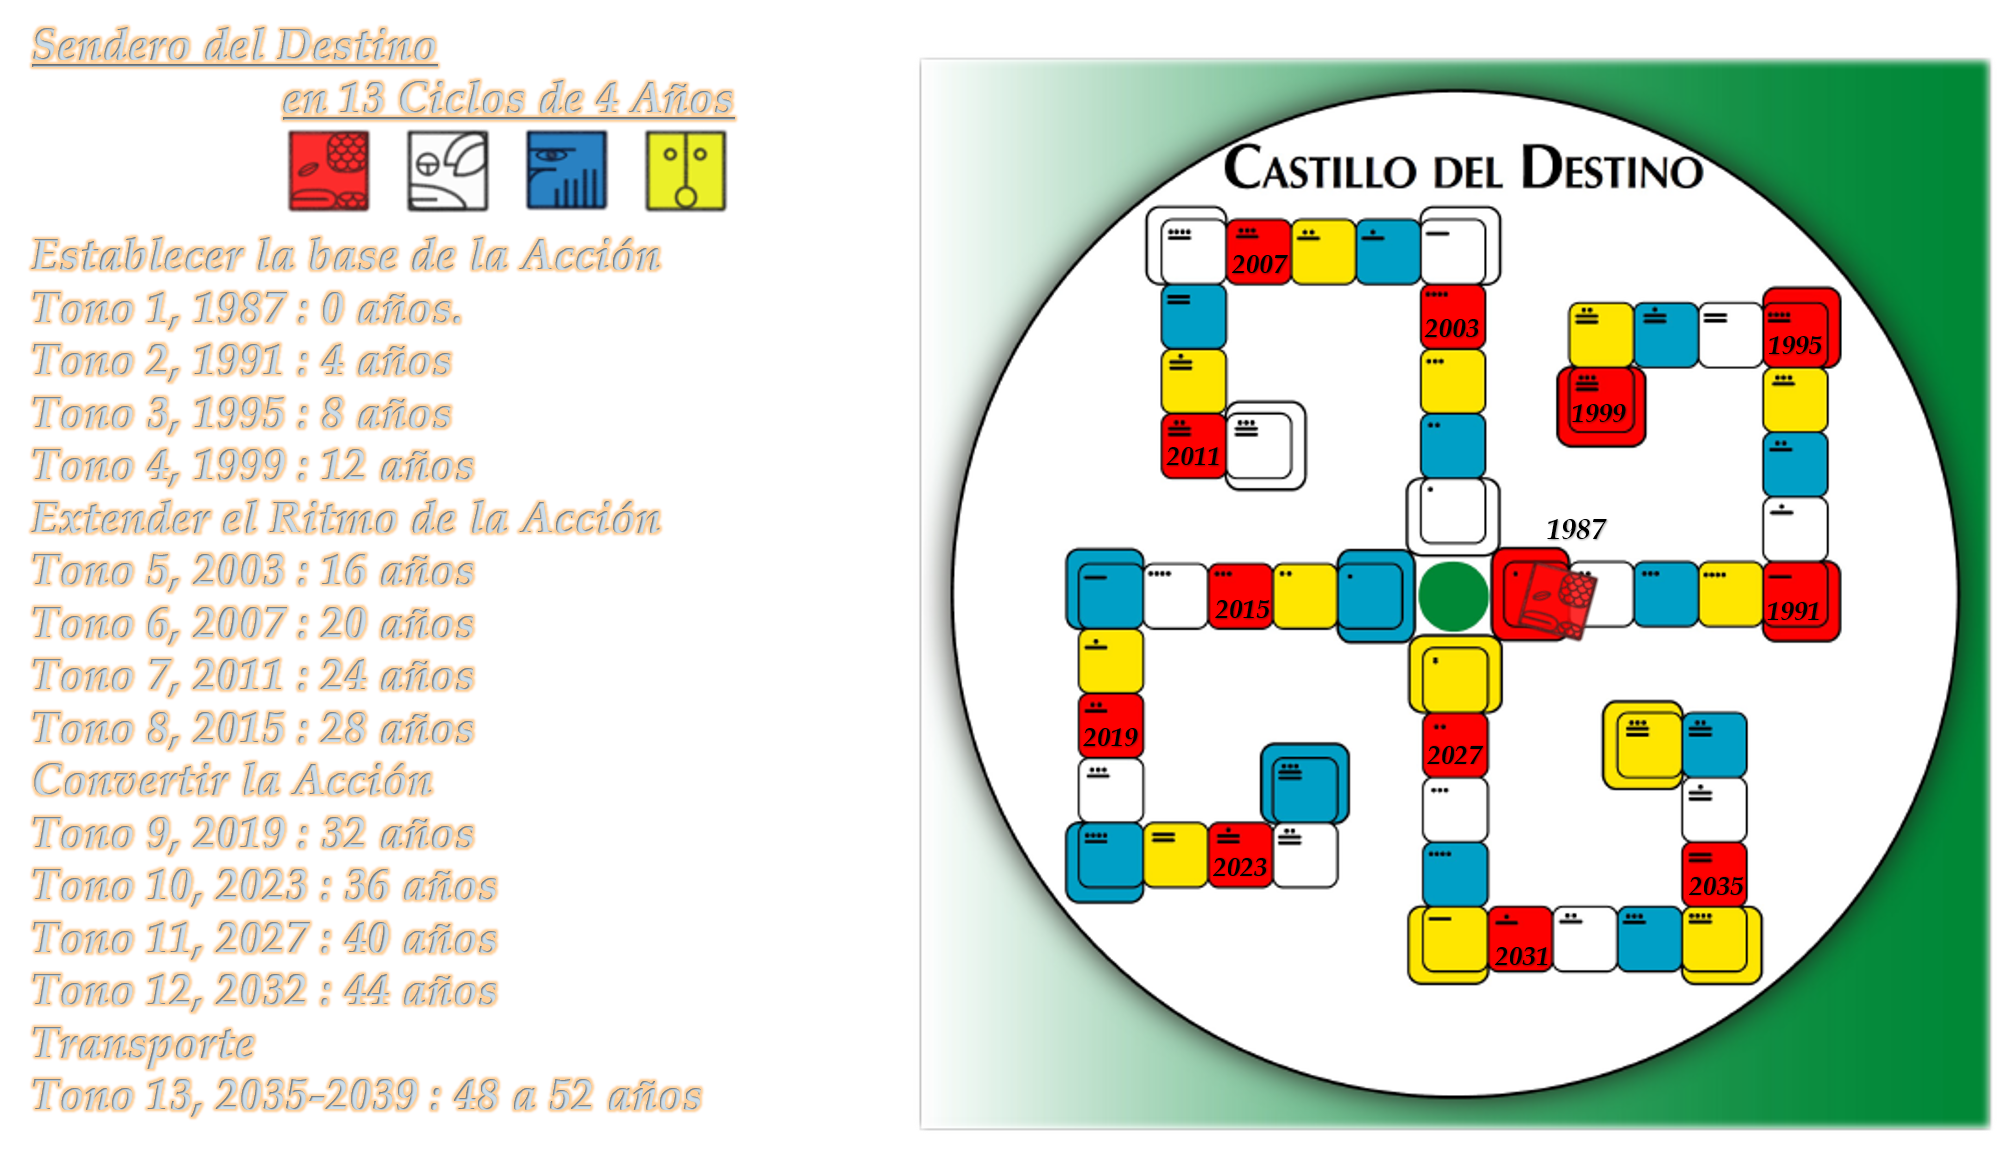 Sendero del Destino
en 13 Ciclos de 4 Años
Establecer la base de la Acción
Tono 1, 1987 : 0 años.
Tono 2, 1991 : 4 años
Tono 3, 1995 : 8 años
Tono 4, 1999 : 12 años
Extender el Ritmo de la Acción
Tono 5, 2003 : 16 años
Tono 6, 2007 : 20 años
Tono 7, 2011 : 24 años
Tono 8, 2015 : 28 años
Convertir la Acción
Tono 9, 2019 : 32 años
Tono 10, 2023 : 36 años
Tono 11, 2027 : 40 años
Tono 12, 2032 : 44 años
Transporte
Tono 13, 2035-2039 : 48 a 52 años
CASTILLO DEL DESTINO
2007
2003
1995
1999
2011
1987
2015
1991
2019
2027
2023
2035
2031